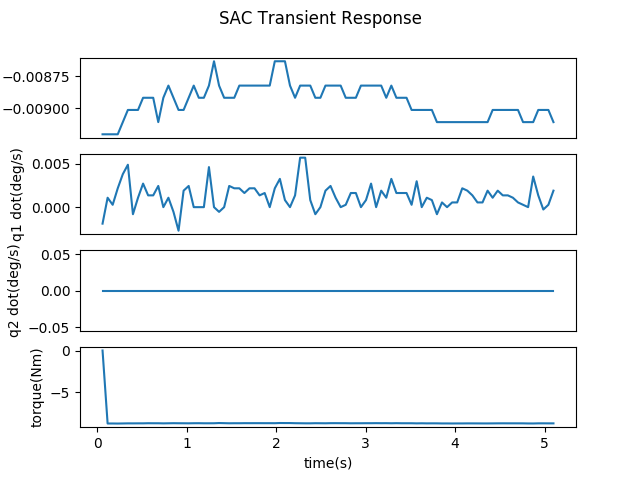 SAC Transient Response
−0.00875
−0.00900
0.005
0.000
q1 dot(deg/s)
0.05
0.00
−0.05
q2 dot(deg/s)
0
−5
torque(Nm)
0 1 2 3 4 5
time(s)